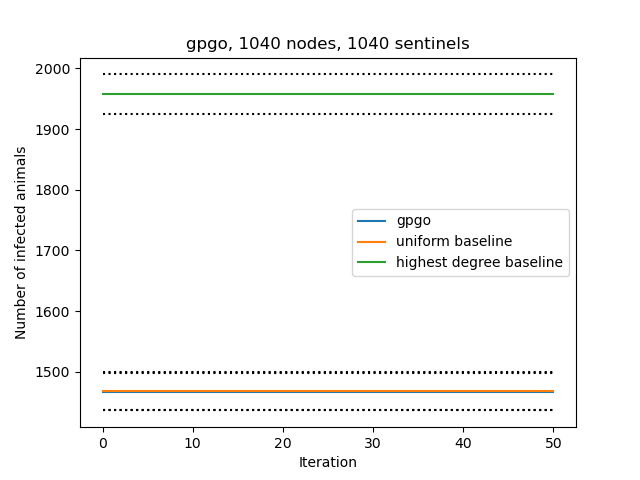 gpgo, 1040 nodes, 1040 sentinels
2000
1900
1800
1700
1600
1500
Number of infected animals
gpgo
uniform baseline
highest degree baseline
0 10 20 30 40 50
Iteration